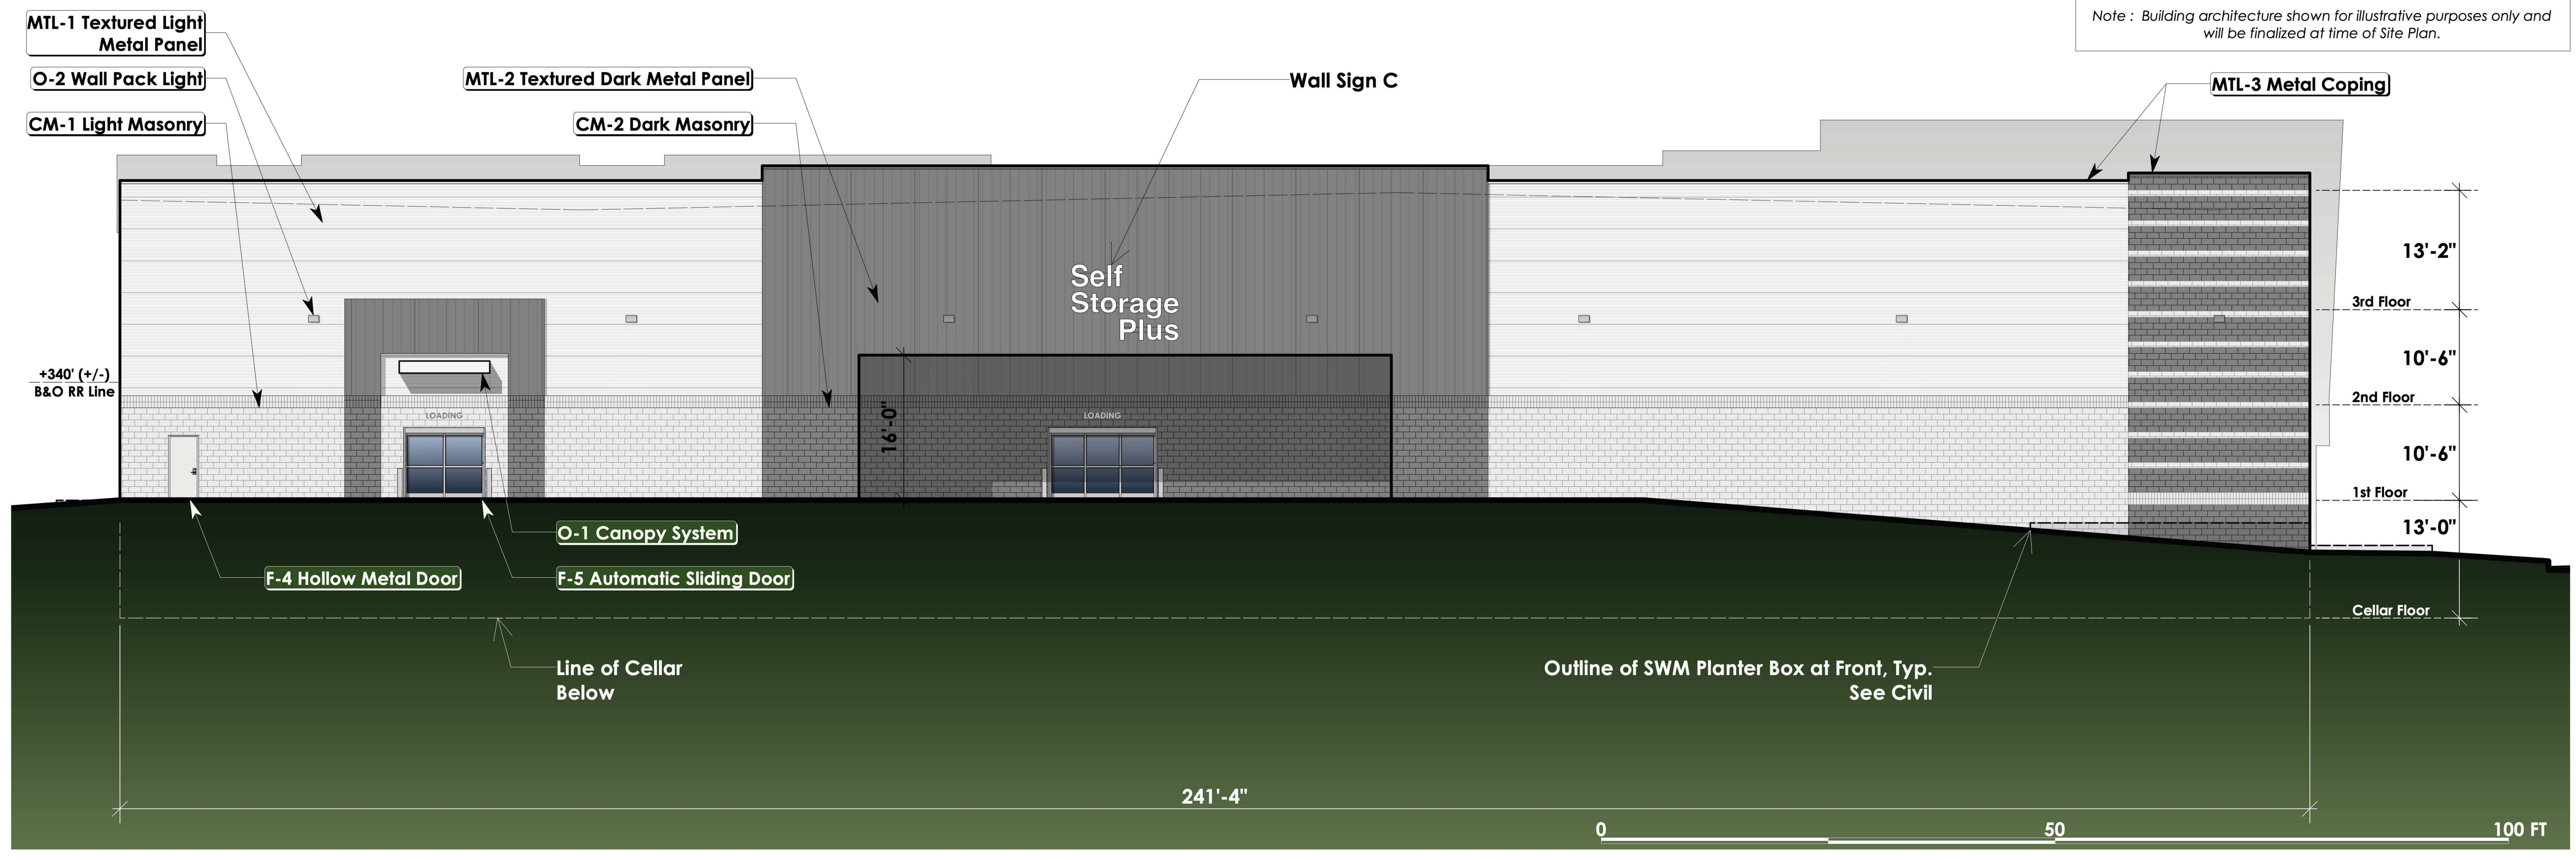 Note : Building architecture shown for illustrative purposes only and
will be finalized at time of Site Plan.
MTL-1 Textured Light
Metal Panel
O-2 Wall Pack Light
CM-1 Light Masonry
MTL-2 Textured Dark Metal Panel
CM-2 Dark Masonry
Wall Sign C
MTL-3 Metal Coping
Self
Storage
Plus
13'-2"
3rd Floor
10'-6"
2nd Floor
10'-6"
1st Floor
13'-0"
Cellar Floor
+340' (+/-)
B&O RR Line
LOADING
16'-0"
LOADING
O-1 Canopy System
F-4 Hollow Metal Door
F-5 Automatic Sliding Door
Line of Cellar
Below
Outline of SWM Planter Box at Front, Typ.
See Civil
241'-4"
0 50 100 FT